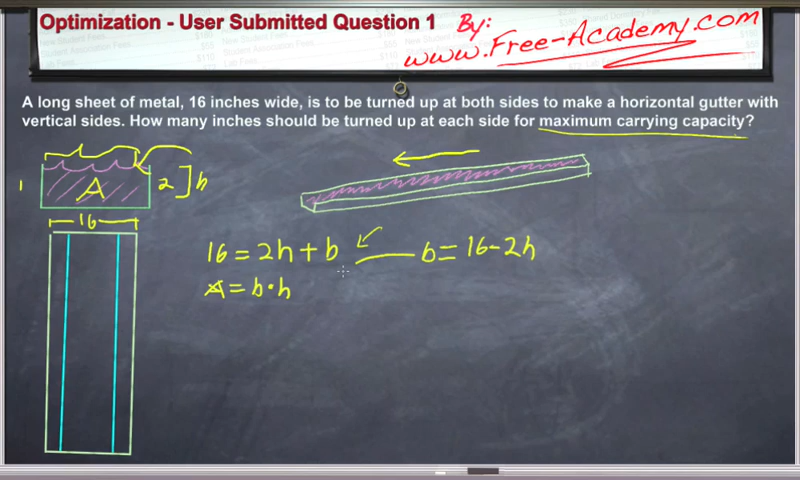 Optimization - User Submitted Question 1
By:
www.Free-Academy.com
A long sheet of metal, 16 inches wide, is to be turned up at both sides to make a horizontal gutter with
vertical sides. How many inches should be turned up at each side for maximum carrying capacity?
1 A 2 ] h
16
16 = 2h + b b = 16 - 2h
A = b · h